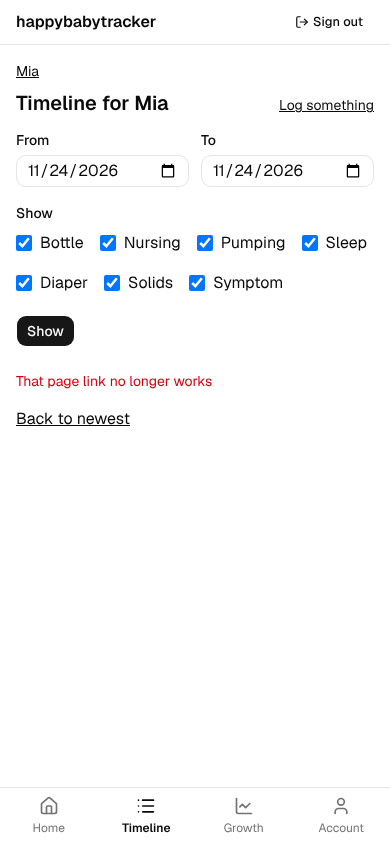 happybabytracker
Sign out
Mia
Timeline for Mia
Log something
From
To
11/24/2026
11/24/2026
Show
Bottle Nursing Pumping Sleep
Diaper Solids Symptom
Show
That page link no longer works
Back to newest
Home Timeline Growth Account